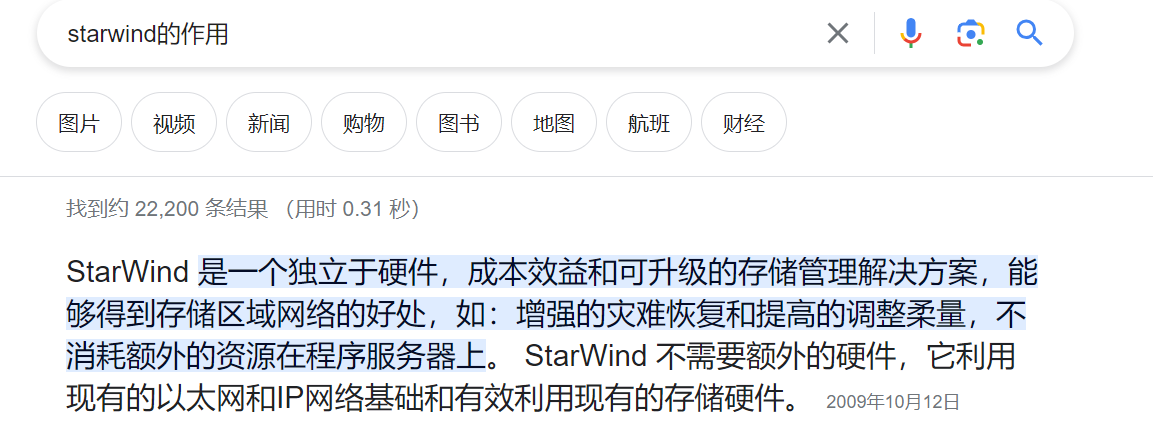 starwind的作用
图片 视频 新闻 购物 图书 地图 航班 财经
找到约 22,200 条结果 （用时 0.31 秒）
StarWind 是一个独立于硬件，成本效益和可升级的存储管理解决方案，能
够得到存储区域网络的好处，如：增强的灾难恢复和提高的调整柔量，不
消耗额外的资源在程序服务器上。 StarWind 不需要额外的硬件，它利用
现有的以太网和IP网络基础和有效利用现有的存储硬件。 2009年10月12日